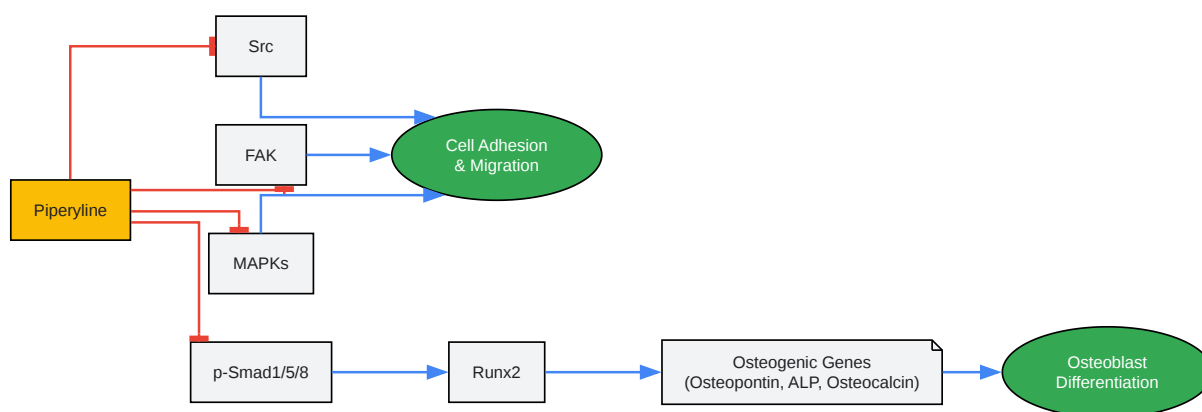 Src
Cell Adhesion
& Migration
FAK
Piperyline
MAPKs
p-Smad1/5/8
Runx2
Osteogenic Genes
(Osteopontin, ALP, Osteocalcin)
Osteoblast
Differentiation